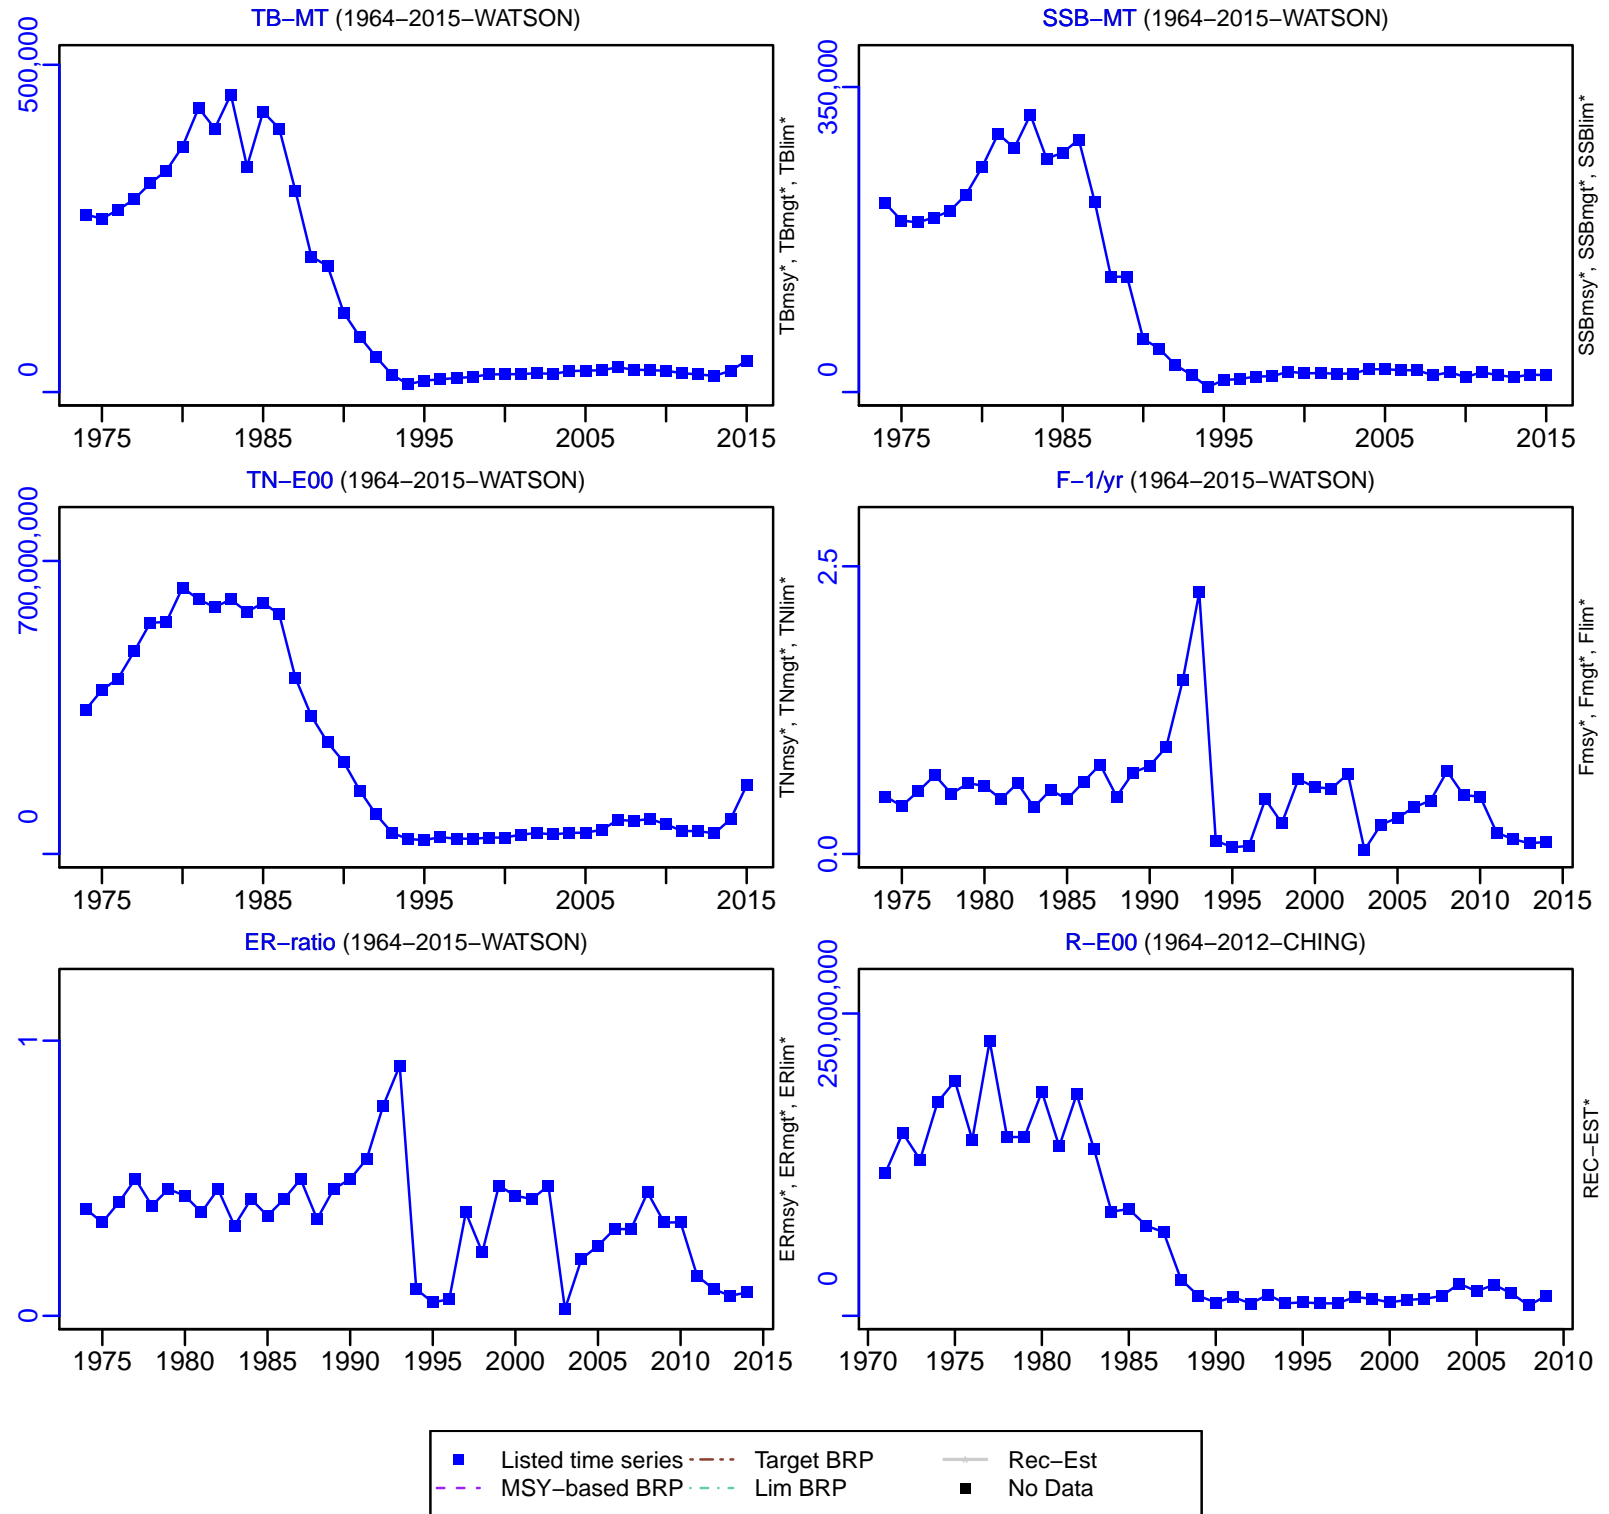 TB−MT (1964−2015−WATSON)
500,000
0
TBmsy*, TBmgt*, TBlim*
1975 1985 1995 2005 2015
SSB−MT (1964−2015−WATSON)
350,000
0
SSBmsy*, SSBmgt*, SSBlim*
1975 1985 1995 2005 2015
TN−E00 (1964−2015−WATSON)
700,000,000
0
TNmsy*, TNmgt*, TNlim*
1975 1985 1995 2005 2015
F−1/yr (1964−2015−WATSON)
2.5
0.0
Fmsy*, Fmgt*, Flim*
1975 1980 1985 1990 1995 2000 2005 2010 2015
ER−ratio (1964−2015−WATSON)
1
0
ERmsy*, ERmgt*, ERlim*
1975 1980 1985 1990 1995 2000 2005 2010 2015
R−E00 (1964−2012−CHING)
250,000,000
0
REC−EST*
1970 1975 1980 1985 1990 1995 2000 2005 2010
Listed time series Target BRP Rec−Est
MSY−based BRP Lim BRP No Data